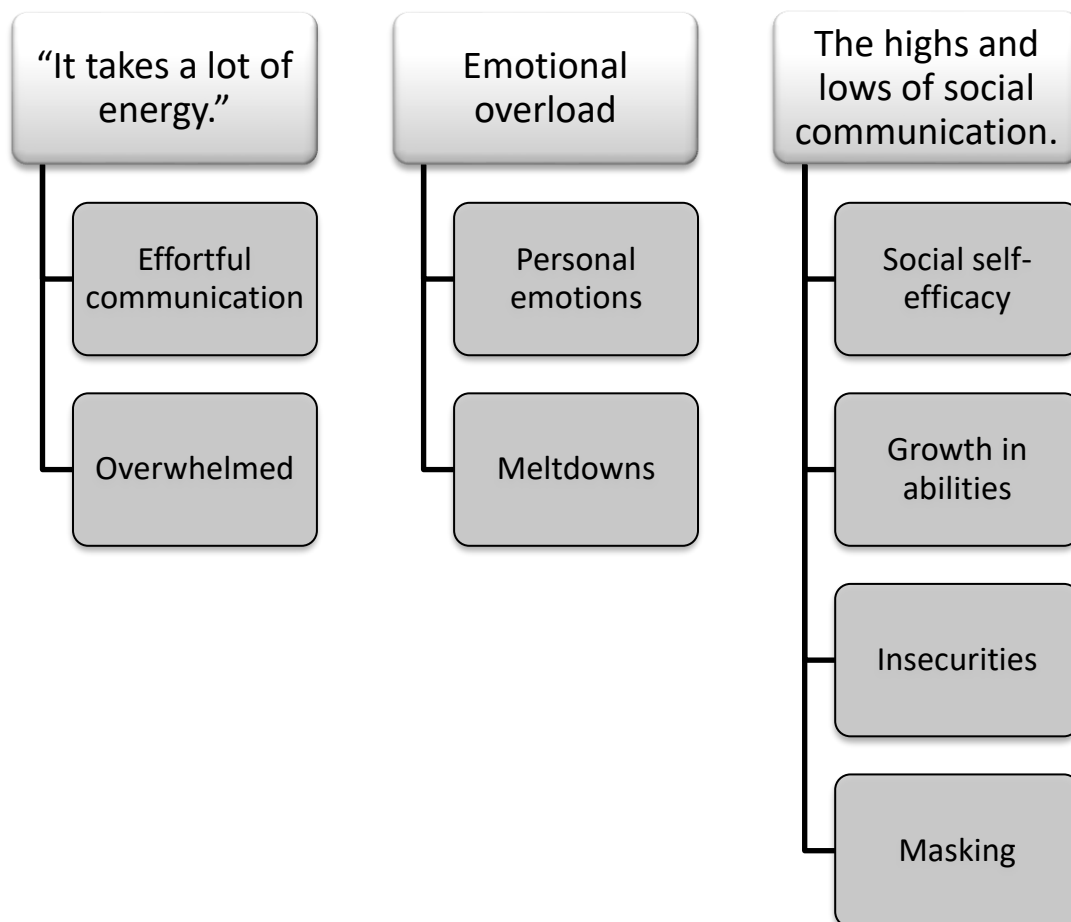 “It takes a lot of
energy.”
Effortful
communication
Overwhelmed
Emotional
overload
Personal
emotions
Meltdowns
The highs and
lows of social
communication.
Social self-
efficacy
Growth in
abilities
Insecurities
Masking